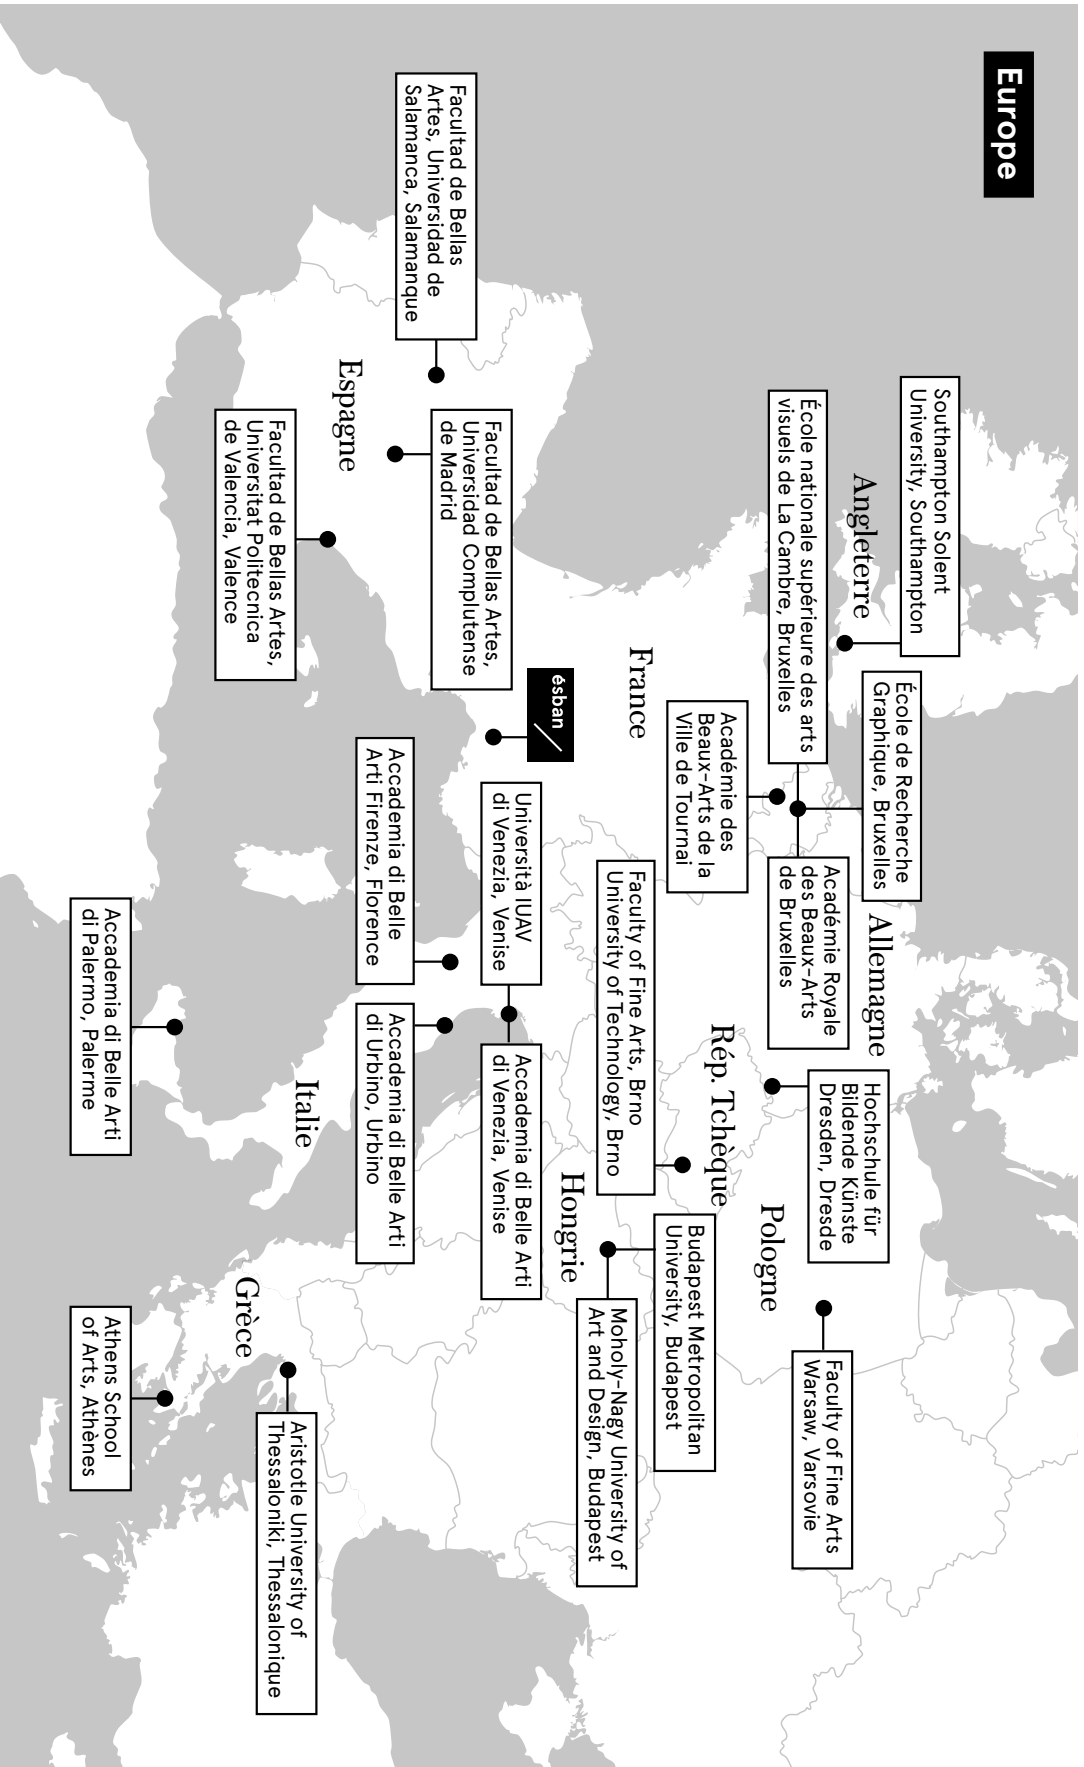 Europe
Southampton Solent
University, Southampton
Angleterre
École de Recherche
Graphique, Bruxelles
École nationale supérieure des arts
visuels de La Cambre, Bruxelles
Académie Royale
des Beaux-Arts
de Bruxelles
Académie des
Beaux-Arts de la
Ville de Tournai
Allemagne
Hochschule für
Bildende Künste
Dresden, Dresde
Pologne
Faculty of Fine Arts
Warsaw, Varsovie
Rép. Tchèque
Faculty of Fine Arts, Brno
University of Technology, Brno
Budapest Metropolitan
University, Budapest
Hongrie
Moholy-Nagy University of
Art and Design, Budapest
France
ésban
Facultad de Bellas
Artes, Universidad de
Salamanca, Salamanque
Facultad de Bellas Artes,
Universidad Complutense
de Madrid
Espagne
Facultad de Bellas Artes,
Universitat Politecnica
de Valencia, Valence
Università IUAV
di Venezia, Venise
Accademia di Belle Arti
di Venezia, Venise
Accademia di Belle
Arti Firenze, Florence
Accademia di Belle Arti
di Urbino, Urbino
Italie
Accademia di Belle Arti
di Palermo, Palerme
Grèce
Aristotle University of
Thessaloniki, Thessalonique
Athens School
of Arts, Athènes